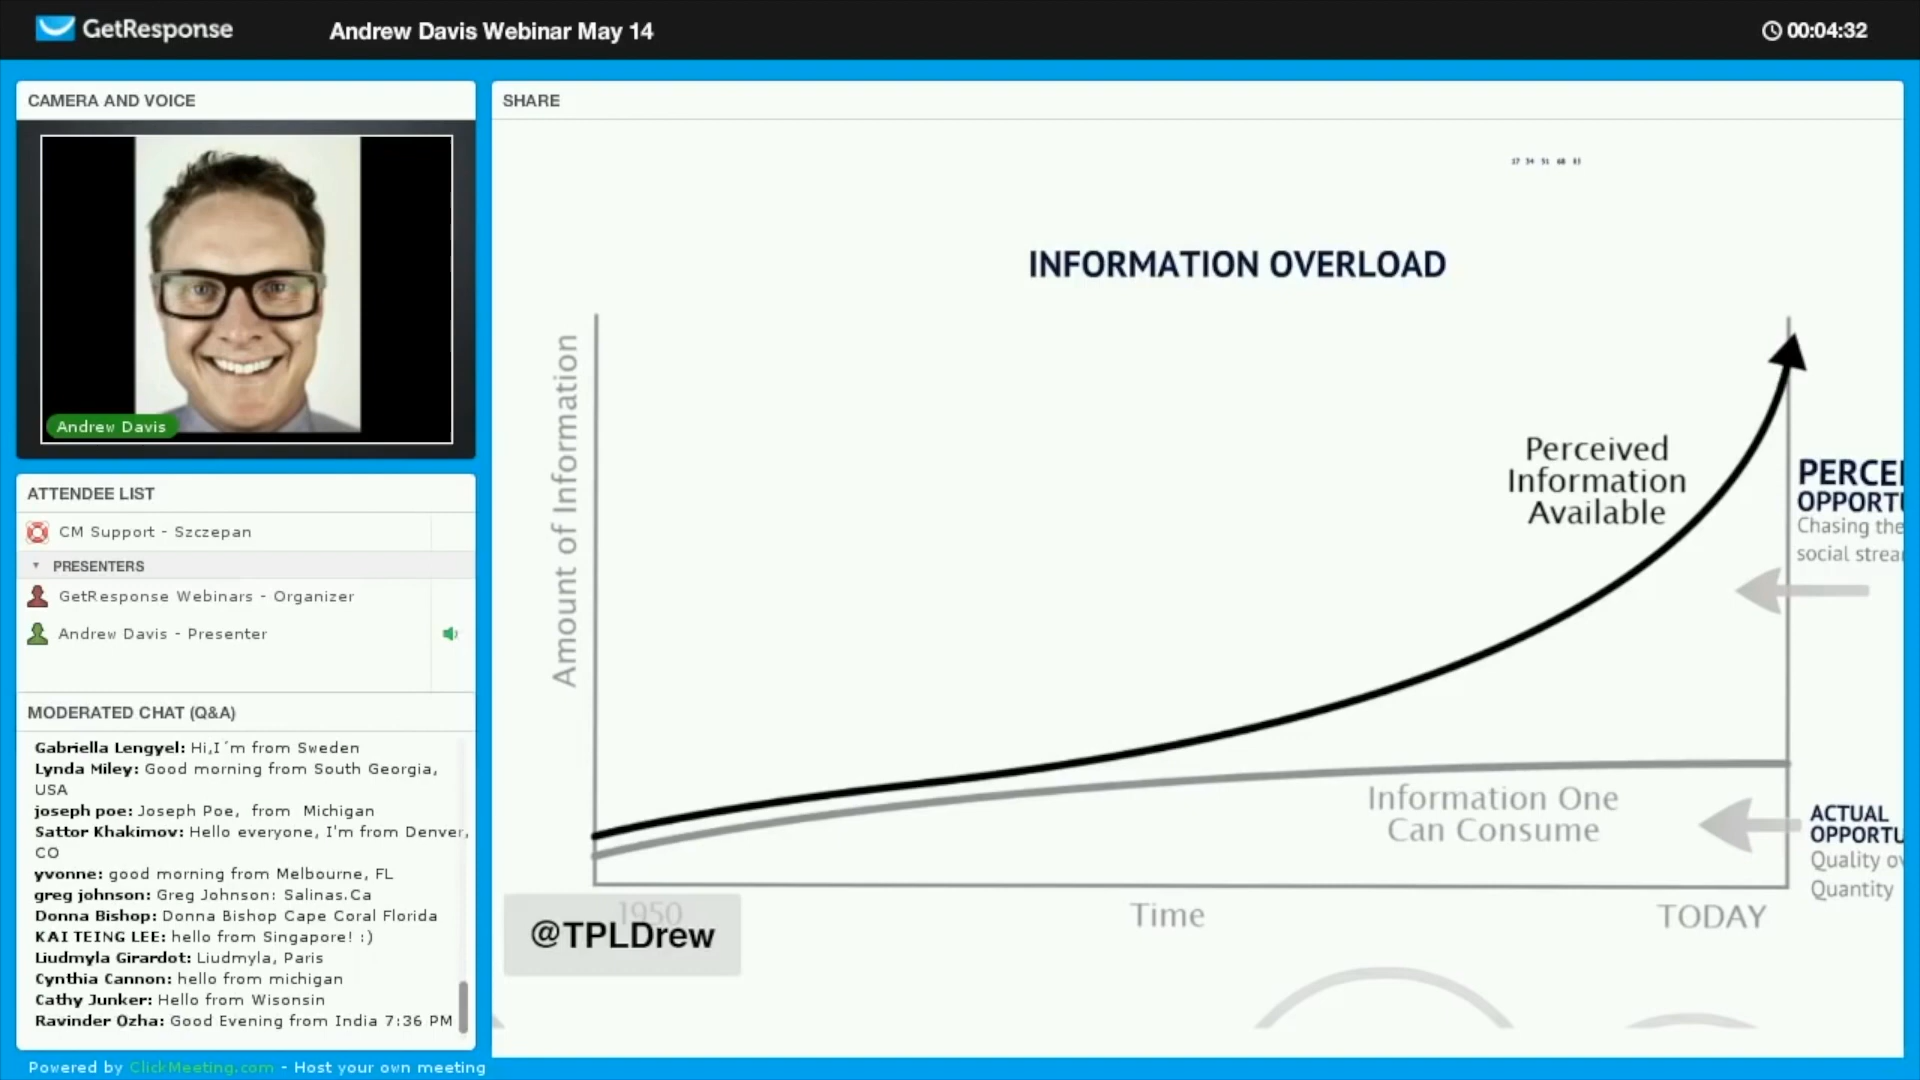 GetResponse
Andrew Davis Webinar May 14
00:04:32
CAMERA AND VOICE
Andrew Davis
ATTENDEE LIST
CM Support - Szczepan
PRESENTERS
GetResponse Webinars - Organizer
Andrew Davis - Presenter
MODERATED CHAT (Q&A)
Gabriella Lengyel: Hi,I´m from Sweden
Lynda Miley: Good morning from South Georgia,
USA
joseph poe: Joseph Poe, from Michigan
Sattor Khakimov: Hello everyone, I'm from Denver,
CO
yvonne: good morning from Melbourne, FL
greg johnson: Greg Johnson: Salinas.Ca
Donna Bishop: Donna Bishop Cape Coral Florida
KAI TEING LEE: hello from Singapore! :)
Liudmyla Girardot: Liudmyla, Paris
Cynthia Cannon: hello from michigan
Cathy Junker: Hello from Wisonsin
Ravinder Ozha: Good Evening from India 7:36 PM
Powered by ClickMeeting.com - Host your own meeting
SHARE
INFORMATION OVERLOAD
Amount of Information
Perceived
Information
Available
PERCEI
OPPORTU
Chasing the
social strea
Information One
Can Consume
ACTUAL
OPPORTU
Quality ov
Quantity
1950
Time
TODAY
@TPLDrew